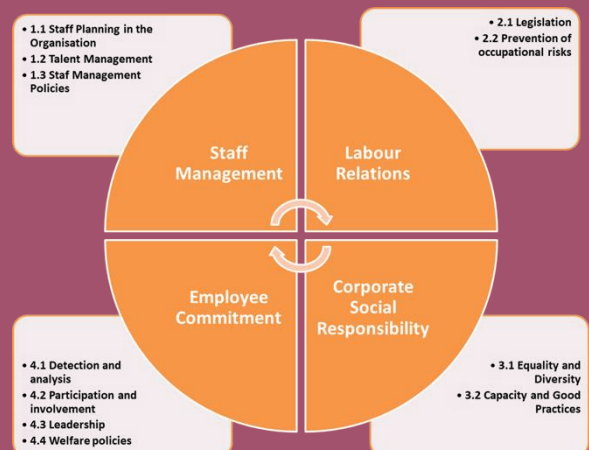 • 1.1 Staff Planning in the
Organisation
• 1.2 Talent Management
• 1.3 Staf Management
Policies
• 2.1 Legislation
• 2.2 Prevention of
occupational risks
Staff
Management
Labour
Relations
Employee
Commitment
Corporate
Social
Responsibility
• 4.1 Detection and
analysis
• 4.2 Participation and
involvement
• 4.3 Leadership
• 4.4 Welfare policies
• 3.1 Equality and
Diversity
• 3.2 Capacity and Good
Practices